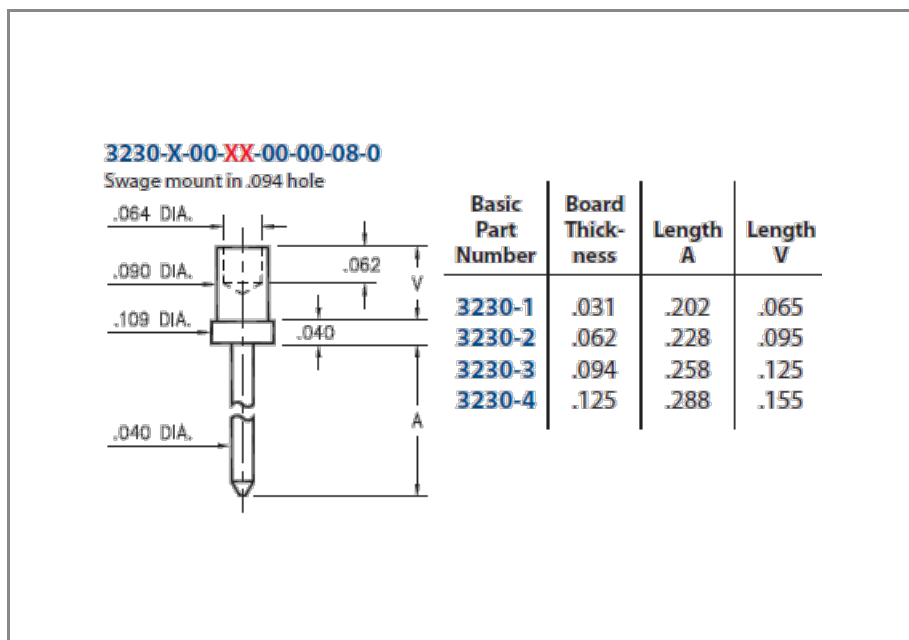 3230-X-00-XX-00-00-08-0
Swage mount in .094 hole
.064 DIA.
.062
.090 DIA.
V
.109 DIA.
.040
A
.040 DIA.
Basic Part Number Board Thick-ness Length A Length V
3230-1 .031 .202 .065
3230-2 .062 .228 .095
3230-3 .094 .258 .125
3230-4 .125 .288 .155